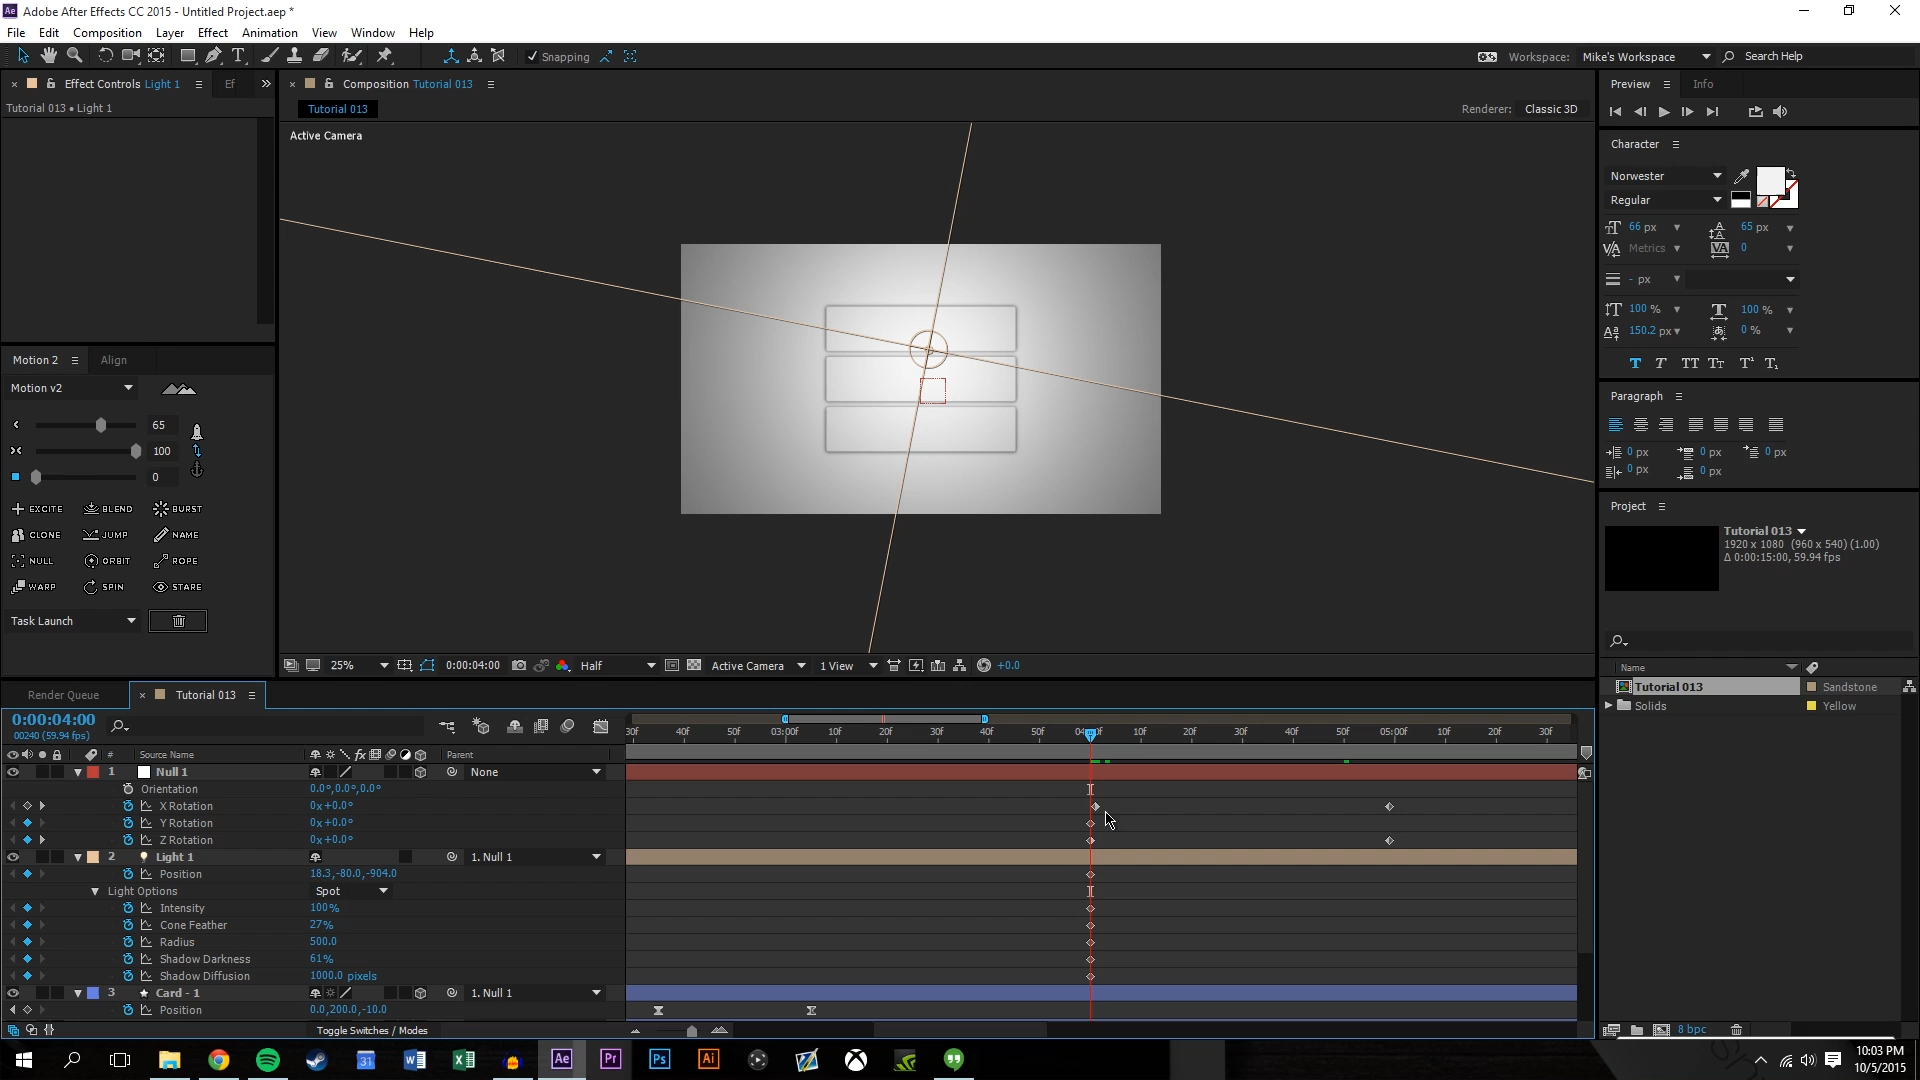 Adobe After Effects CC 2015 - Untitled Project.aep *
File Edit Composition Layer Effect Animation View Window Help
Snapping
Workspace: Mike's Workspace Search Help
Effect Controls Light 1 Ef
Tutorial 013 • Light 1
Composition Tutorial 013
Tutorial 013
Renderer: Classic 3D
Active Camera
Preview Info
Character
Norwester
Regular
66 px 65 px
Metrics 0
- px
100 % 100 %
150.2 px 0 %
Paragraph
0 px 0 px 0 px
0 px 0 px
Project
Tutorial 013
1920 x 1080 (960 x 540) (1.00)
Δ 0:00:15:00, 59.94 fps
Name
Tutorial 013 Sandstone
Solids Yellow
8 bpc
Motion 2 Align
Motion v2
65
100
0
EXCITE BLEND BURST
CLONE JUMP NAME
NULL ORBIT ROPE
WARP SPIN STARE
Task Launch
25% 0:00:04:00 Half Active Camera 1 View +0.0
Render Queue Tutorial 013
0:00:04:00
00240 (59.94 fps)
30f 40f 50f 03:00f 10f 20f 30f 40f 50f 10f 20f 30f 40f 50f 05:00f 10f 20f 30f
# Source Name Parent
1 Null 1 None
Orientation 0.0°,0.0°,0.0°
X Rotation 0x+0.0°
Y Rotation 0x+0.0°
Z Rotation 0x+0.0°
2 Light 1 1. Null 1
Position 18.3,-80.0,-904.0
Light Options Spot
Intensity 100%
Cone Feather 27%
Radius 500.0
Shadow Darkness 61%
Shadow Diffusion 1000.0 pixels
3 Card - 1 1. Null 1
Position 0.0,200.0,-10.0
Toggle Switches / Modes
10:03 PM
10/5/2015